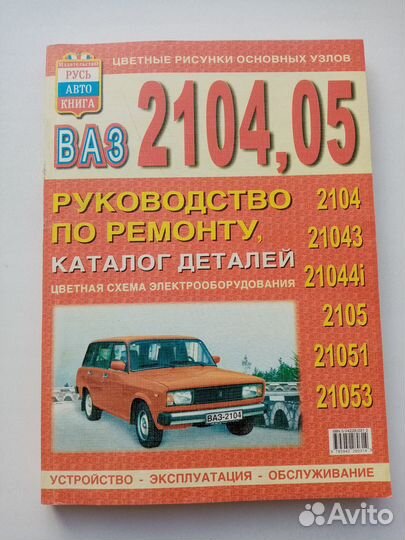 ЦВЕТНЫЕ РИСУНКИ ОСНОВНЫХ УЗЛОВ
Издательство
РУСЬ
АВТО
КНИГА
ВАЗ 2104,05
РУКОВОДСТВО
ПО РЕМОНТУ,
КАТАЛОГ ДЕТАЛЕЙ
ЦВЕТНАЯ СХЕМА ЭЛЕКТРООБОРУДОВАНИЯ
2104
21043
21044i
2105
21051
21053
ВАЗ-2104
УСТРОЙСТВО - ЭКСПЛУАТАЦИЯ - ОБСЛУЖИВАНИЕ
Avito